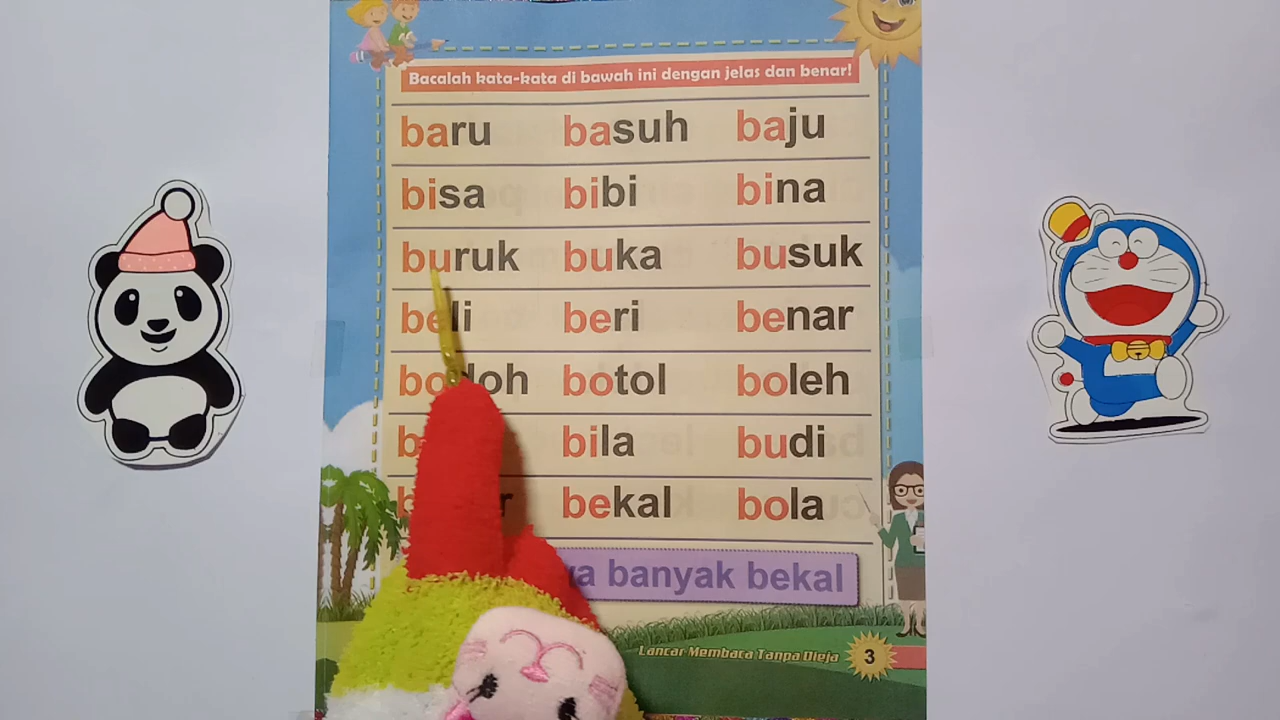 Bacalah kata-kata di bawah ini dengan jelas dan benar!
baru basuh baju
bisa bibi bina
buruk buka busuk
beli beri benar
botol boleh
bila budi
bekal bola
banyak bekal
Lancar Membaca Tanpa Dieja 3